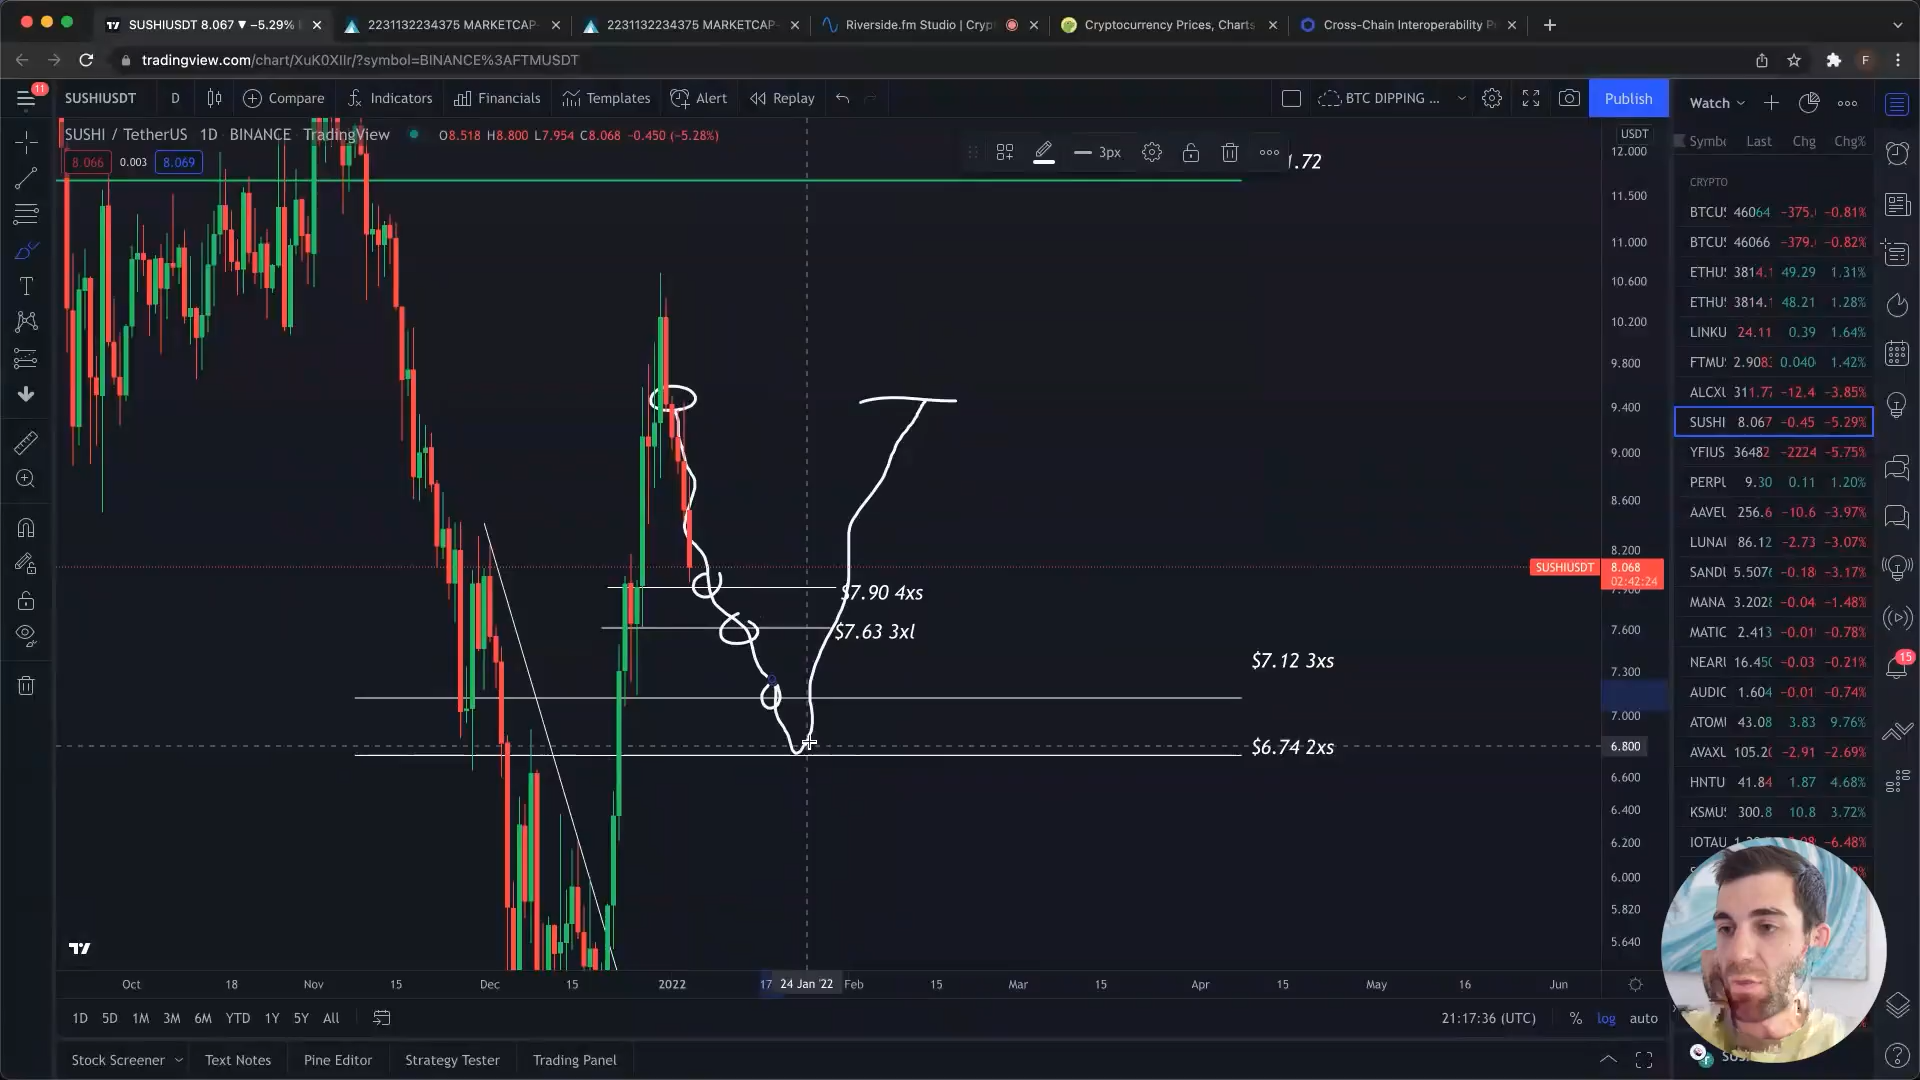 SUSHIUSDT 8.067 ▼ −5.29%
2231132234375 MARKETCAP
2231132234375 MARKETCAP
Riverside.fm Studio | Cryp
Cryptocurrency Prices, Charts
Cross-Chain Interoperability P
tradingview.com/chart/XuK0XIIr/?symbol=BINANCE%3AFTMUSDT
F
11
SUSHIUSDT D Compare Indicators Financials Templates Alert Replay
BTC DIPPING ... Publish
Watch
SUSHI / TetherUS 1D BINANCE TradingView O8.518 H8.800 L7.954 C8.068 −0.450 (−5.28%)
8.066 0.003 8.069
3px
1.72
USDT
12.000
11.500
11.000
10.600
10.200
9.800
9.400
9.000
8.600
8.200
SUSHIUSDT 8.068
02:42:24
7.900
7.600
7.300
7.000
6.800
6.600
6.400
6.200
6.000
5.820
5.640
$7.90 4xs
$7.63 3xl
$7.12 3xs
$6.74 2xs
Symbo Last Chg Chg%
CRYPTO
BTCU 46064 −375. −0.81%
BTCU 46066 −379. −0.82%
ETHU 3814.1 49.29 1.31%
ETHU 3814. 48.21 1.28%
LINKU 24.11 0.39 1.64%
FTMU 2.908 0.040 1.42%
ALCXU 311.77 −12.4 −3.85%
SUSHI 8.067 −0.45 −5.29%
YFIUS 36482 −2224 −5.75%
PERPU 9.30 0.11 1.20%
AAVEU 256.6 −10.6 −3.97%
LUNAU 86.12 −2.73 −3.07%
SANDU 5.507 −0.18 −3.17%
MANA 3.202 −0.04 −1.48%
MATIC 2.413 −0.01 −0.78%
NEARU 16.450 −0.03 −0.21%
AUDIO 1.604 −0.01 −0.74%
ATOM 43.08 3.83 9.76%
AVAXU 105.2 −2.91 −2.69%
HNTU 41.84 1.87 4.68%
KSMU 300.8 10.8 3.72%
IOTAU −6.48%
15
Oct 18 Nov 15 Dec 15 2022 17 24 Jan '22 Feb 15 Mar 15 Apr 15 May 16 Jun
1D 5D 1M 3M 6M YTD 1Y 5Y All
21:17:36 (UTC) % log auto
Stock Screener Text Notes Pine Editor Strategy Tester Trading Panel